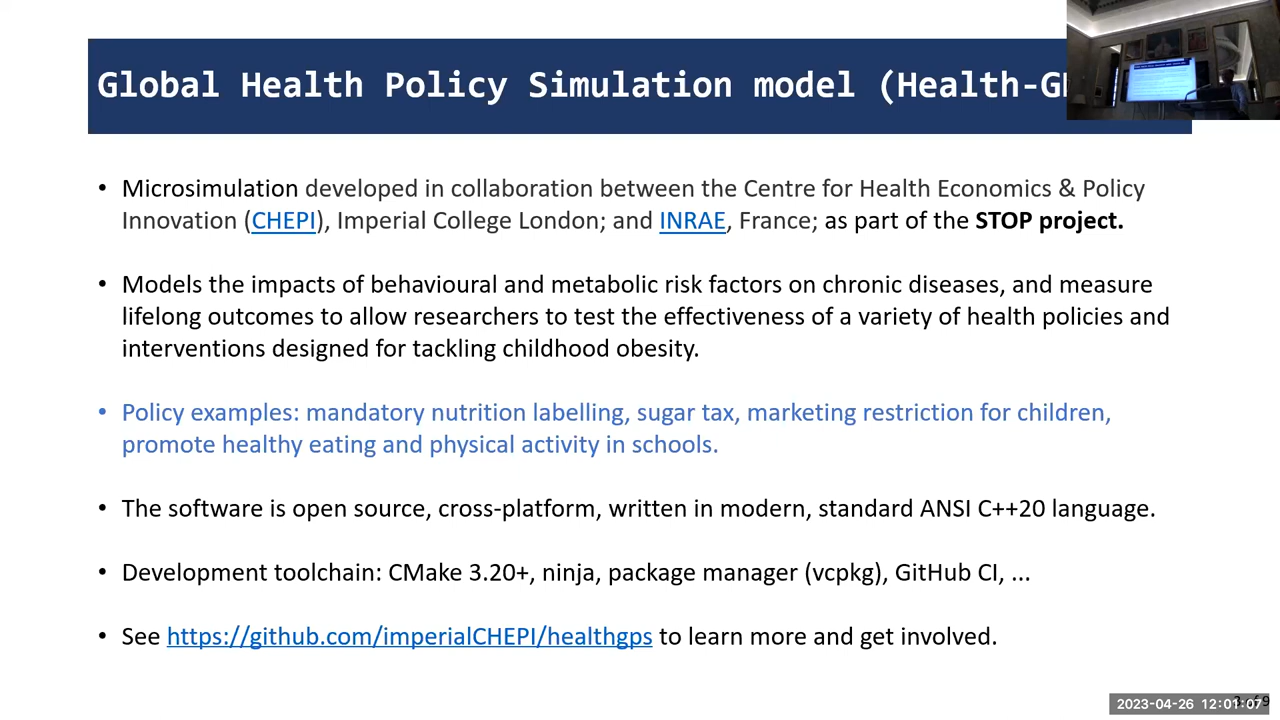 Global Health Policy Simulation model (Health-G
• Microsimulation developed in collaboration between the Centre for Health Economics & Policy
Innovation (CHEPI), Imperial College London; and INRAE, France; as part of the STOP project.
• Models the impacts of behavioural and metabolic risk factors on chronic diseases, and measure
lifelong outcomes to allow researchers to test the effectiveness of a variety of health policies and
interventions designed for tackling childhood obesity.
• Policy examples: mandatory nutrition labelling, sugar tax, marketing restriction for children,
promote healthy eating and physical activity in schools.
• The software is open source, cross-platform, written in modern, standard ANSI C++20 language.
• Development toolchain: CMake 3.20+, ninja, package manager (vcpkg), GitHub CI, ...
• See https://github.com/imperialCHEPI/healthgps to learn more and get involved.
2023-04-26 12:01:07